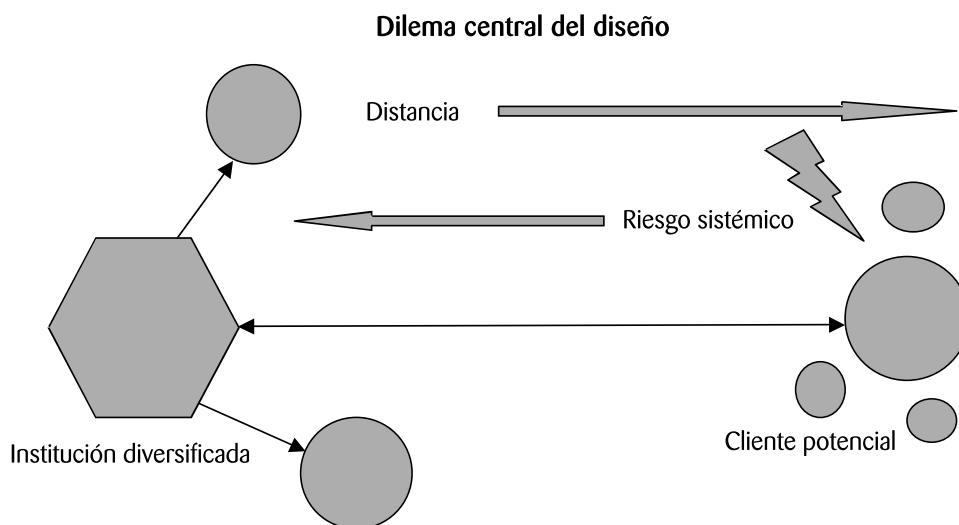 Dilema central del diseño
Distancia
Riesgo sistémico
Institución diversificada
Cliente potencial